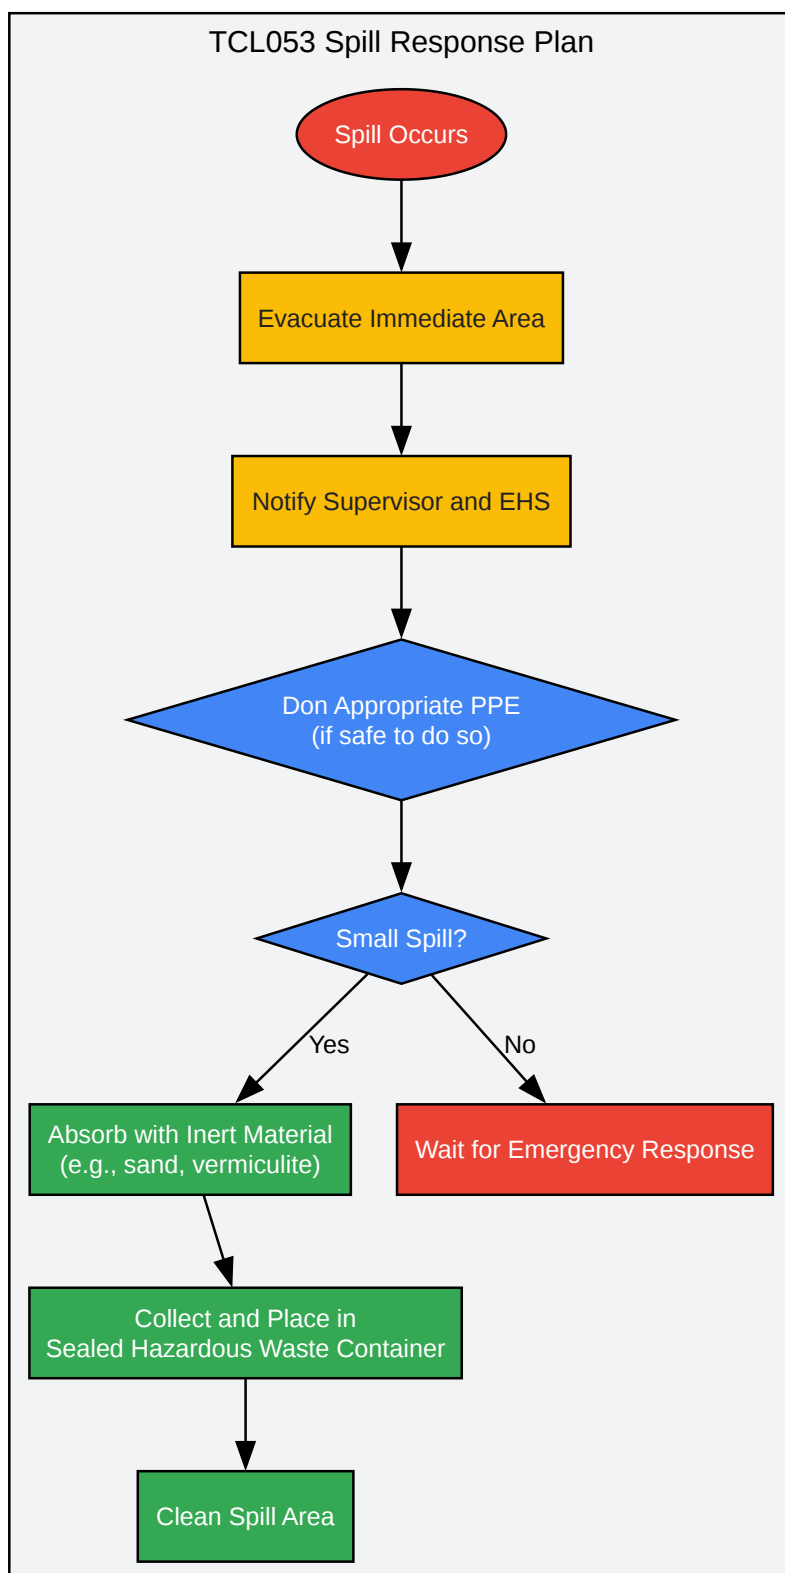 TCL053 Spill Response Plan
Spill Occurs
Evacuate Immediate Area
Notify Supervisor and EHS
Don Appropriate PPE
(if safe to do so)
Small Spill?
Yes
No
Absorb with Inert Material
(e.g., sand, vermiculite)
Wait for Emergency Response
Collect and Place in
Sealed Hazardous Waste Container
Clean Spill Area